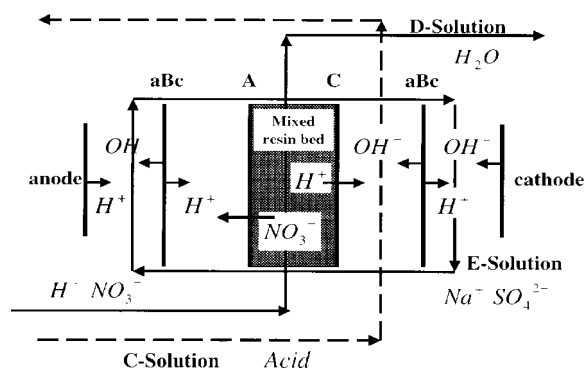 D-Solution
H₂O
aBc A C aBc
Mixed
resin bed
OH OH⁻ OH⁻
anode cathode
H⁺ H⁺ H⁺ H⁺
NO₃⁻
E-Solution
H⁻ NO₃⁻ Na⁺ SO₄²⁻
C-Solution Acid